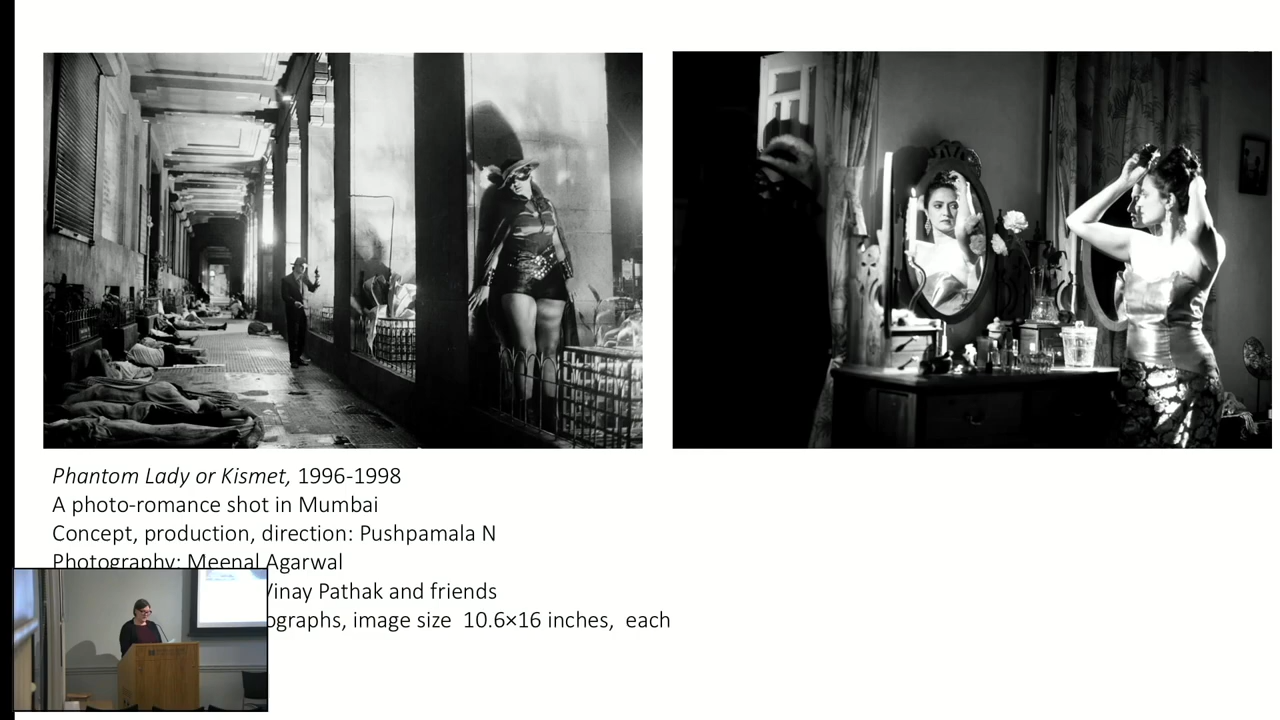 Phantom Lady or Kismet, 1996-1998
A photo-romance shot in Mumbai
Concept, production, direction: Pushpamala N
Photography: Meenal Agarwal
Vinay Pathak and friends
ographs, image size 10.6×16 inches, each